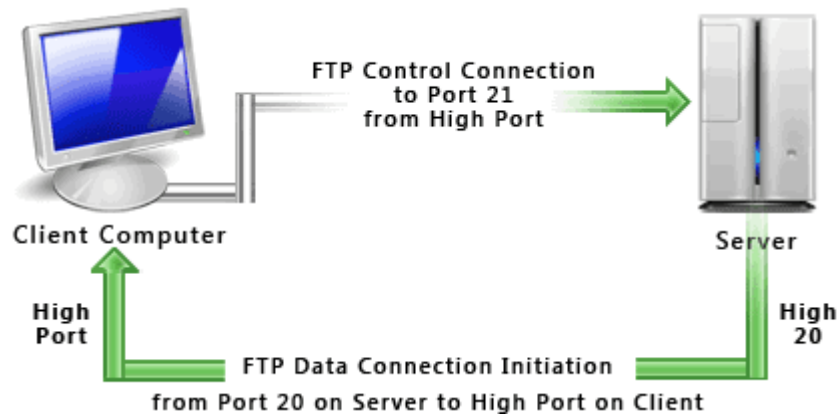 FTP Control Connection
to Port 21
from High Port
Client Computer
Server
High
Port
High
20
FTP Data Connection Initiation
from Port 20 on Server to High Port on Client